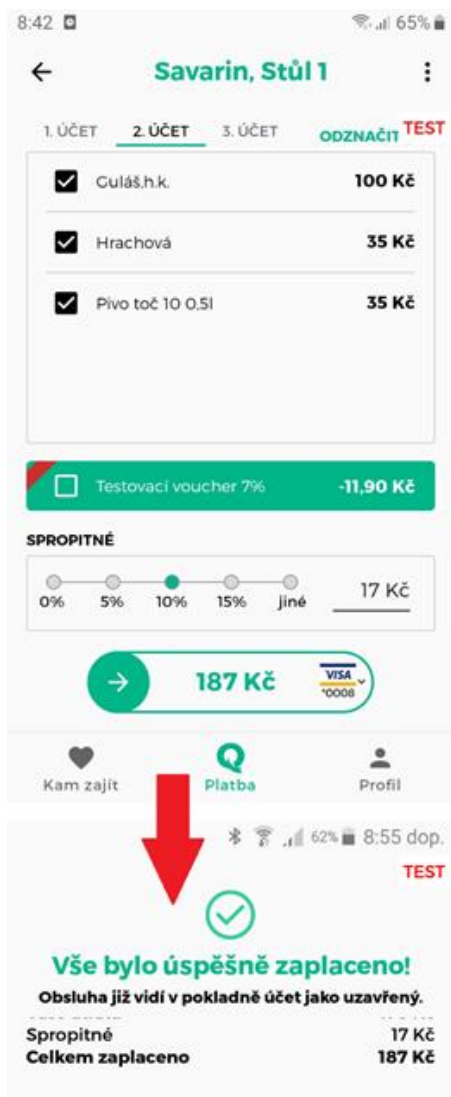 8:42 65%
Savarin, Stůl 1
1. ÚČET 2. ÚČET 3. ÚČET ODZNAČIT TEST
Guláš,h.k. 100 Kč
Hrachová 35 Kč
Pivo toč 10 0,5l 35 Kč
Testovací voucher 7% -11,90 Kč
SPROPITNÉ
0% 5% 10% 15% jiné 17 Kč
187 Kč VISA *0008
Kam zajít Platba Profil
62% 8:55 dop.
TEST
Vše bylo úspěšně zaplaceno!
Obsluha již vidí v pokladně účet jako uzavřený.
Spropitné 17 Kč
Celkem zaplaceno 187 Kč